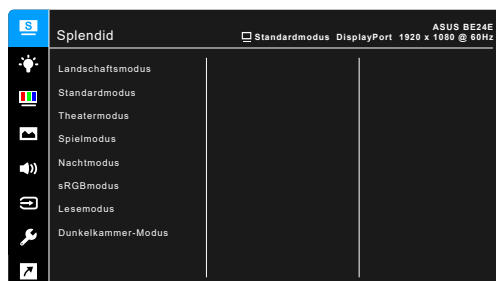 S
Splendid
Standardmodus DisplayPort 1920 x 1080 @ 60Hz
ASUS BE24E
Landschaftsmodus
Standardmodus
Theatermodus
Spielmodus
Nachtmodus
sRGBmodus
Lesemodus
Dunkelkammer-Modus